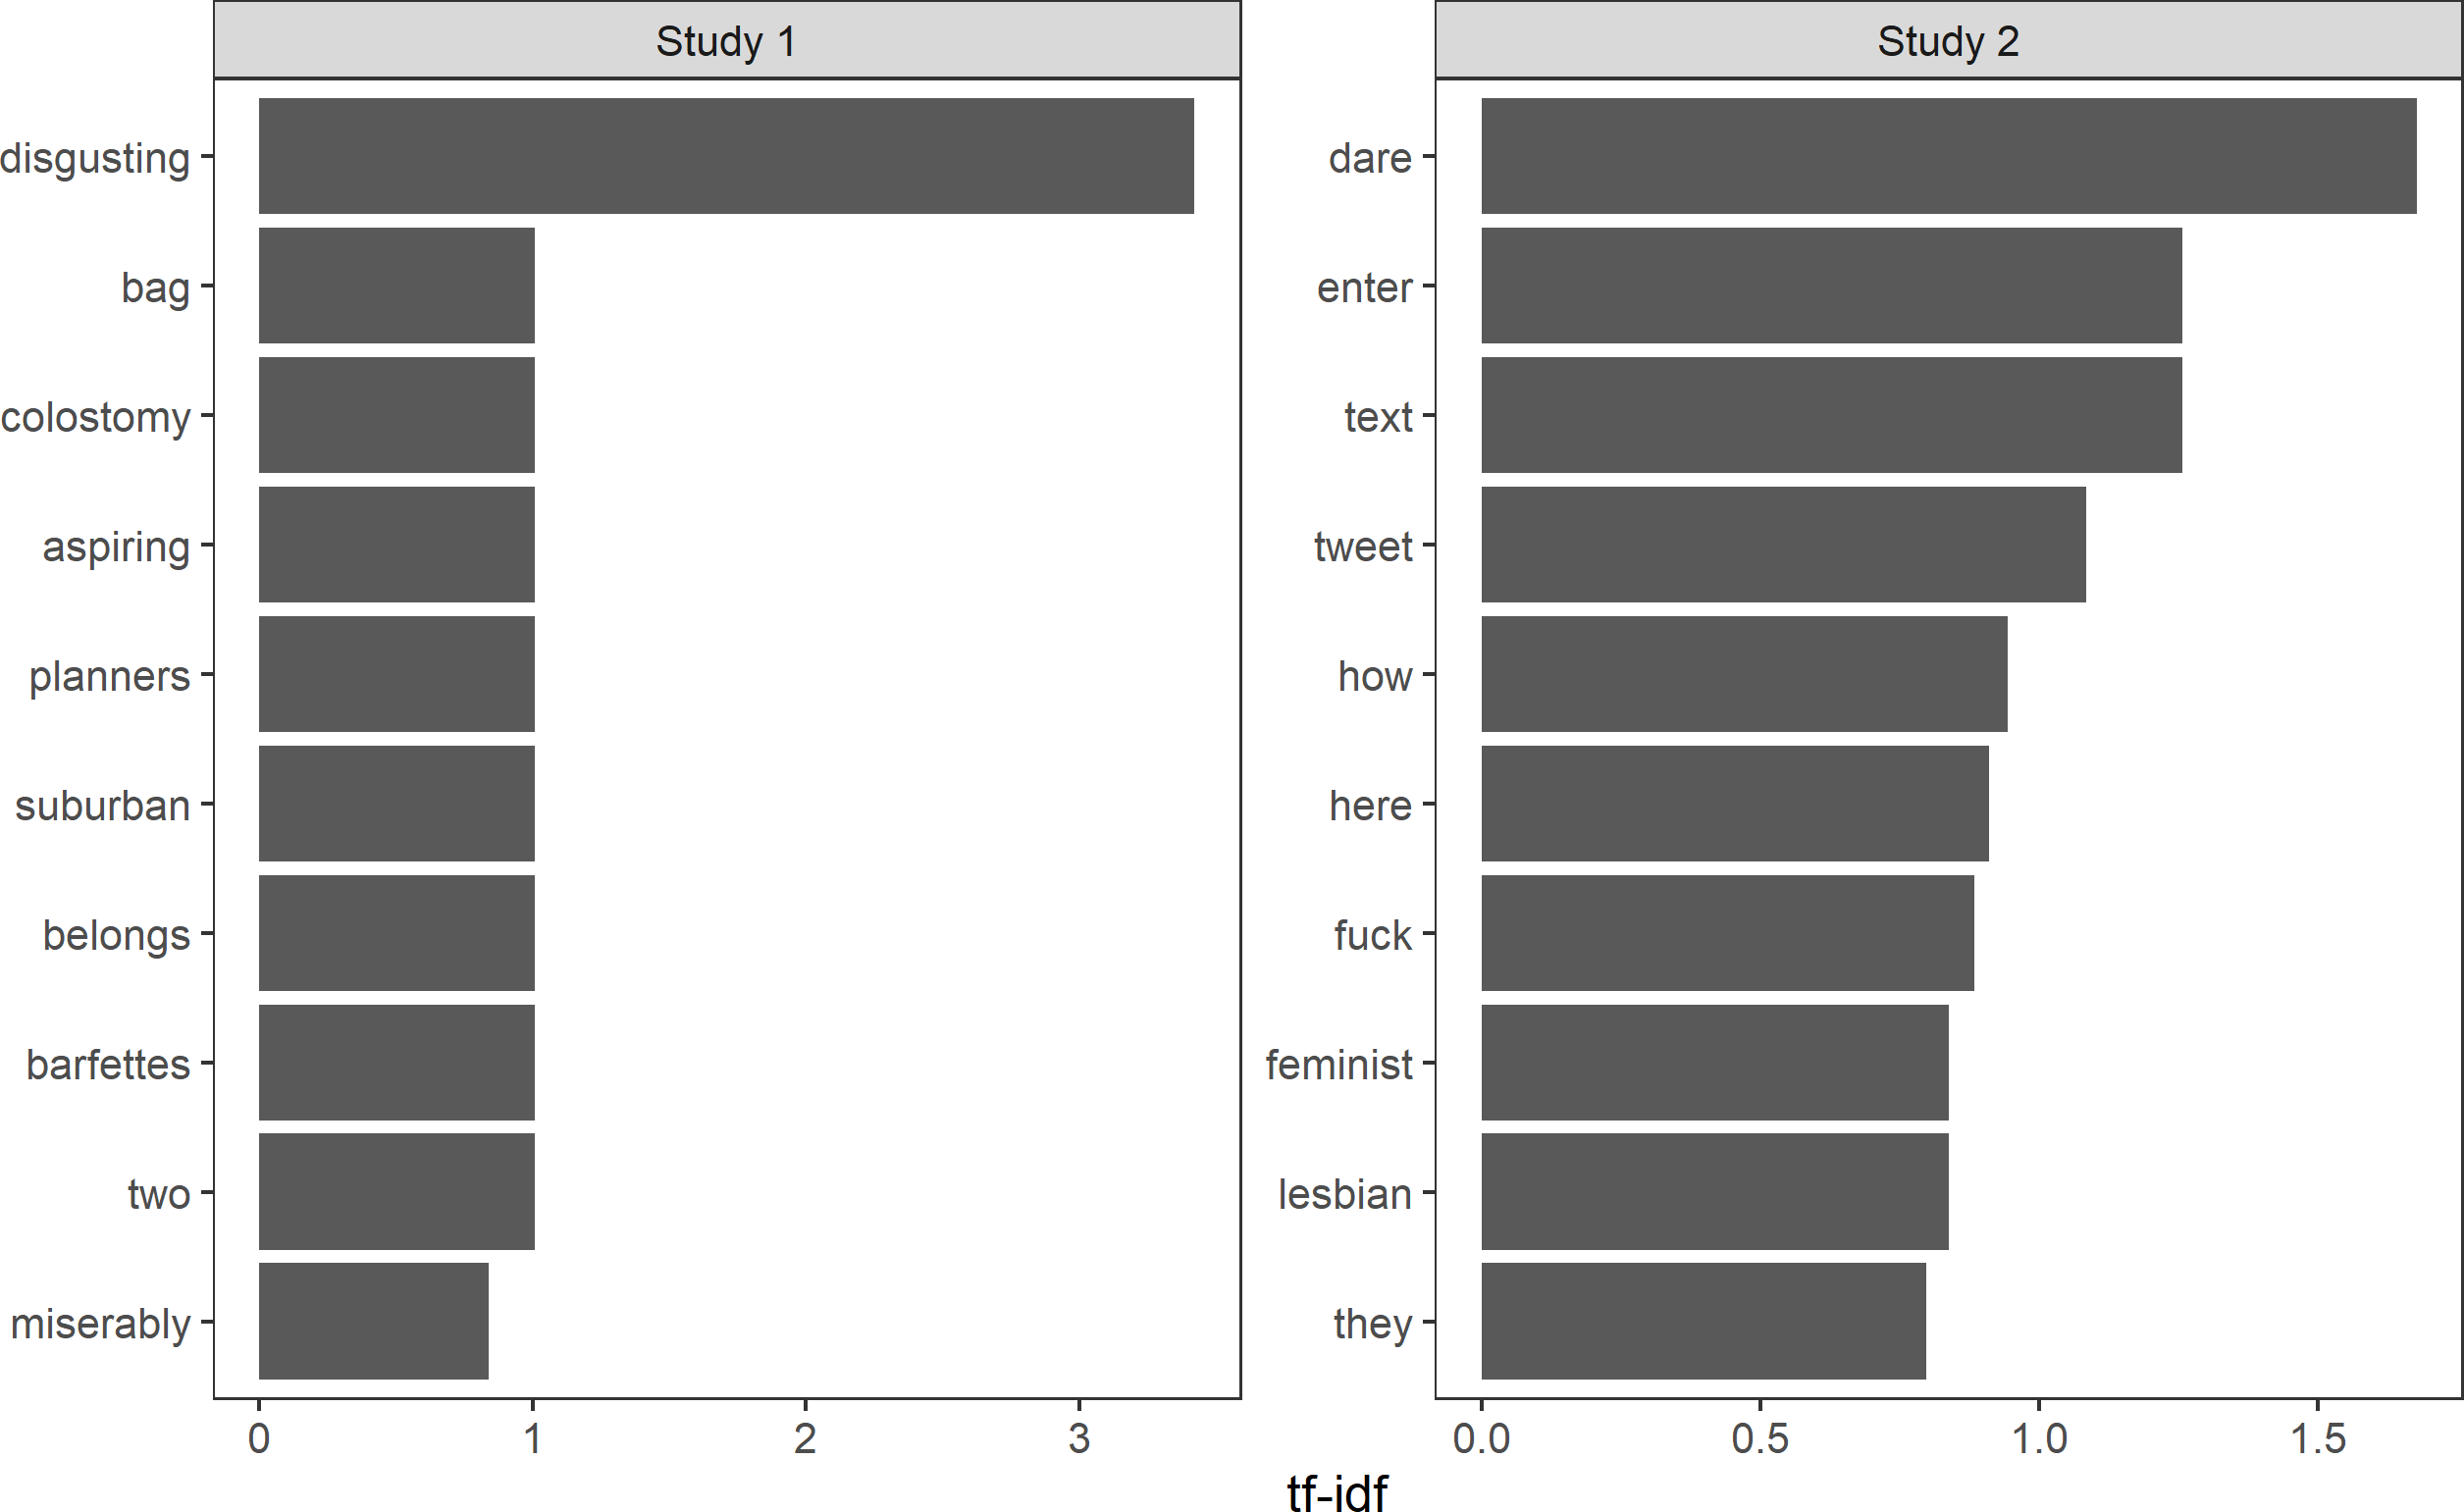 Study 1
disgusting
bag
colostomy
aspiring
planners
suburban
belongs
barfettes
two
miserably
0 1 2 3
Study 2
dare
enter
text
tweet
how
here
fuck
feminist
lesbian
they
0.0 0.5 1.0 1.5
tf-idf